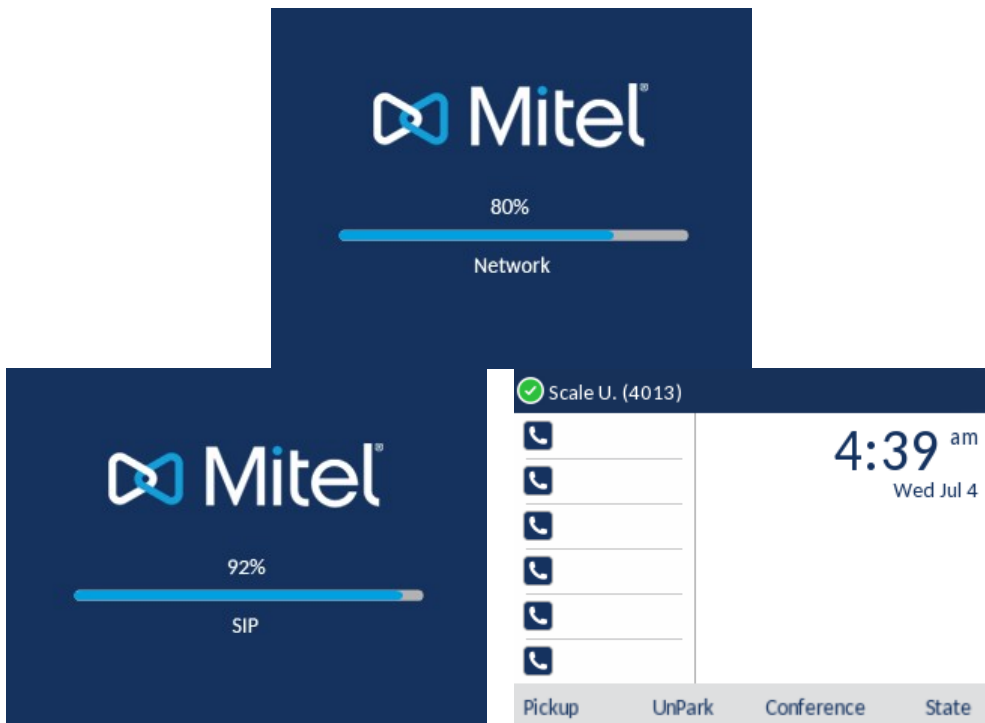 Mitel®
80%
Network
Mitel®
92%
SIP
Scale U. (4013)
4:39 am
Wed Jul 4
Pickup UnPark Conference State